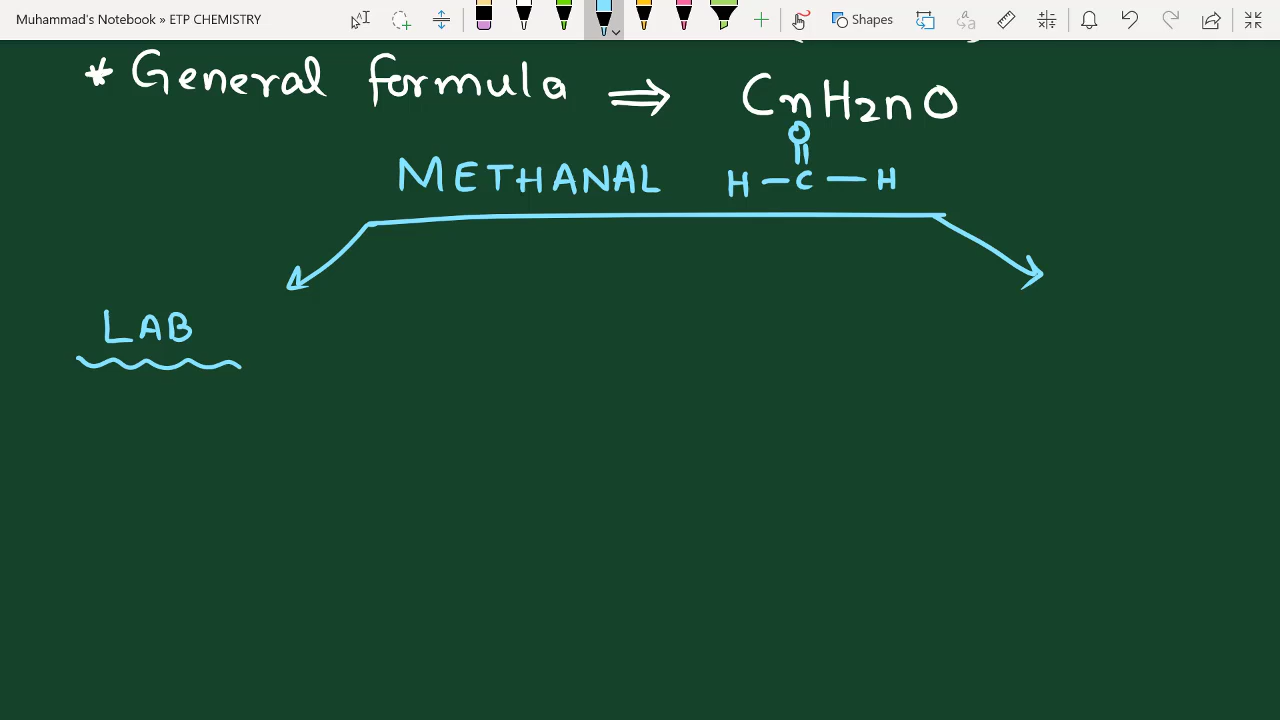 Muhammad's Notebook » ETP CHEMISTRY
Shapes
* General formula ⇒ CnH2nO
O
METHANAL H - C - H
LAB